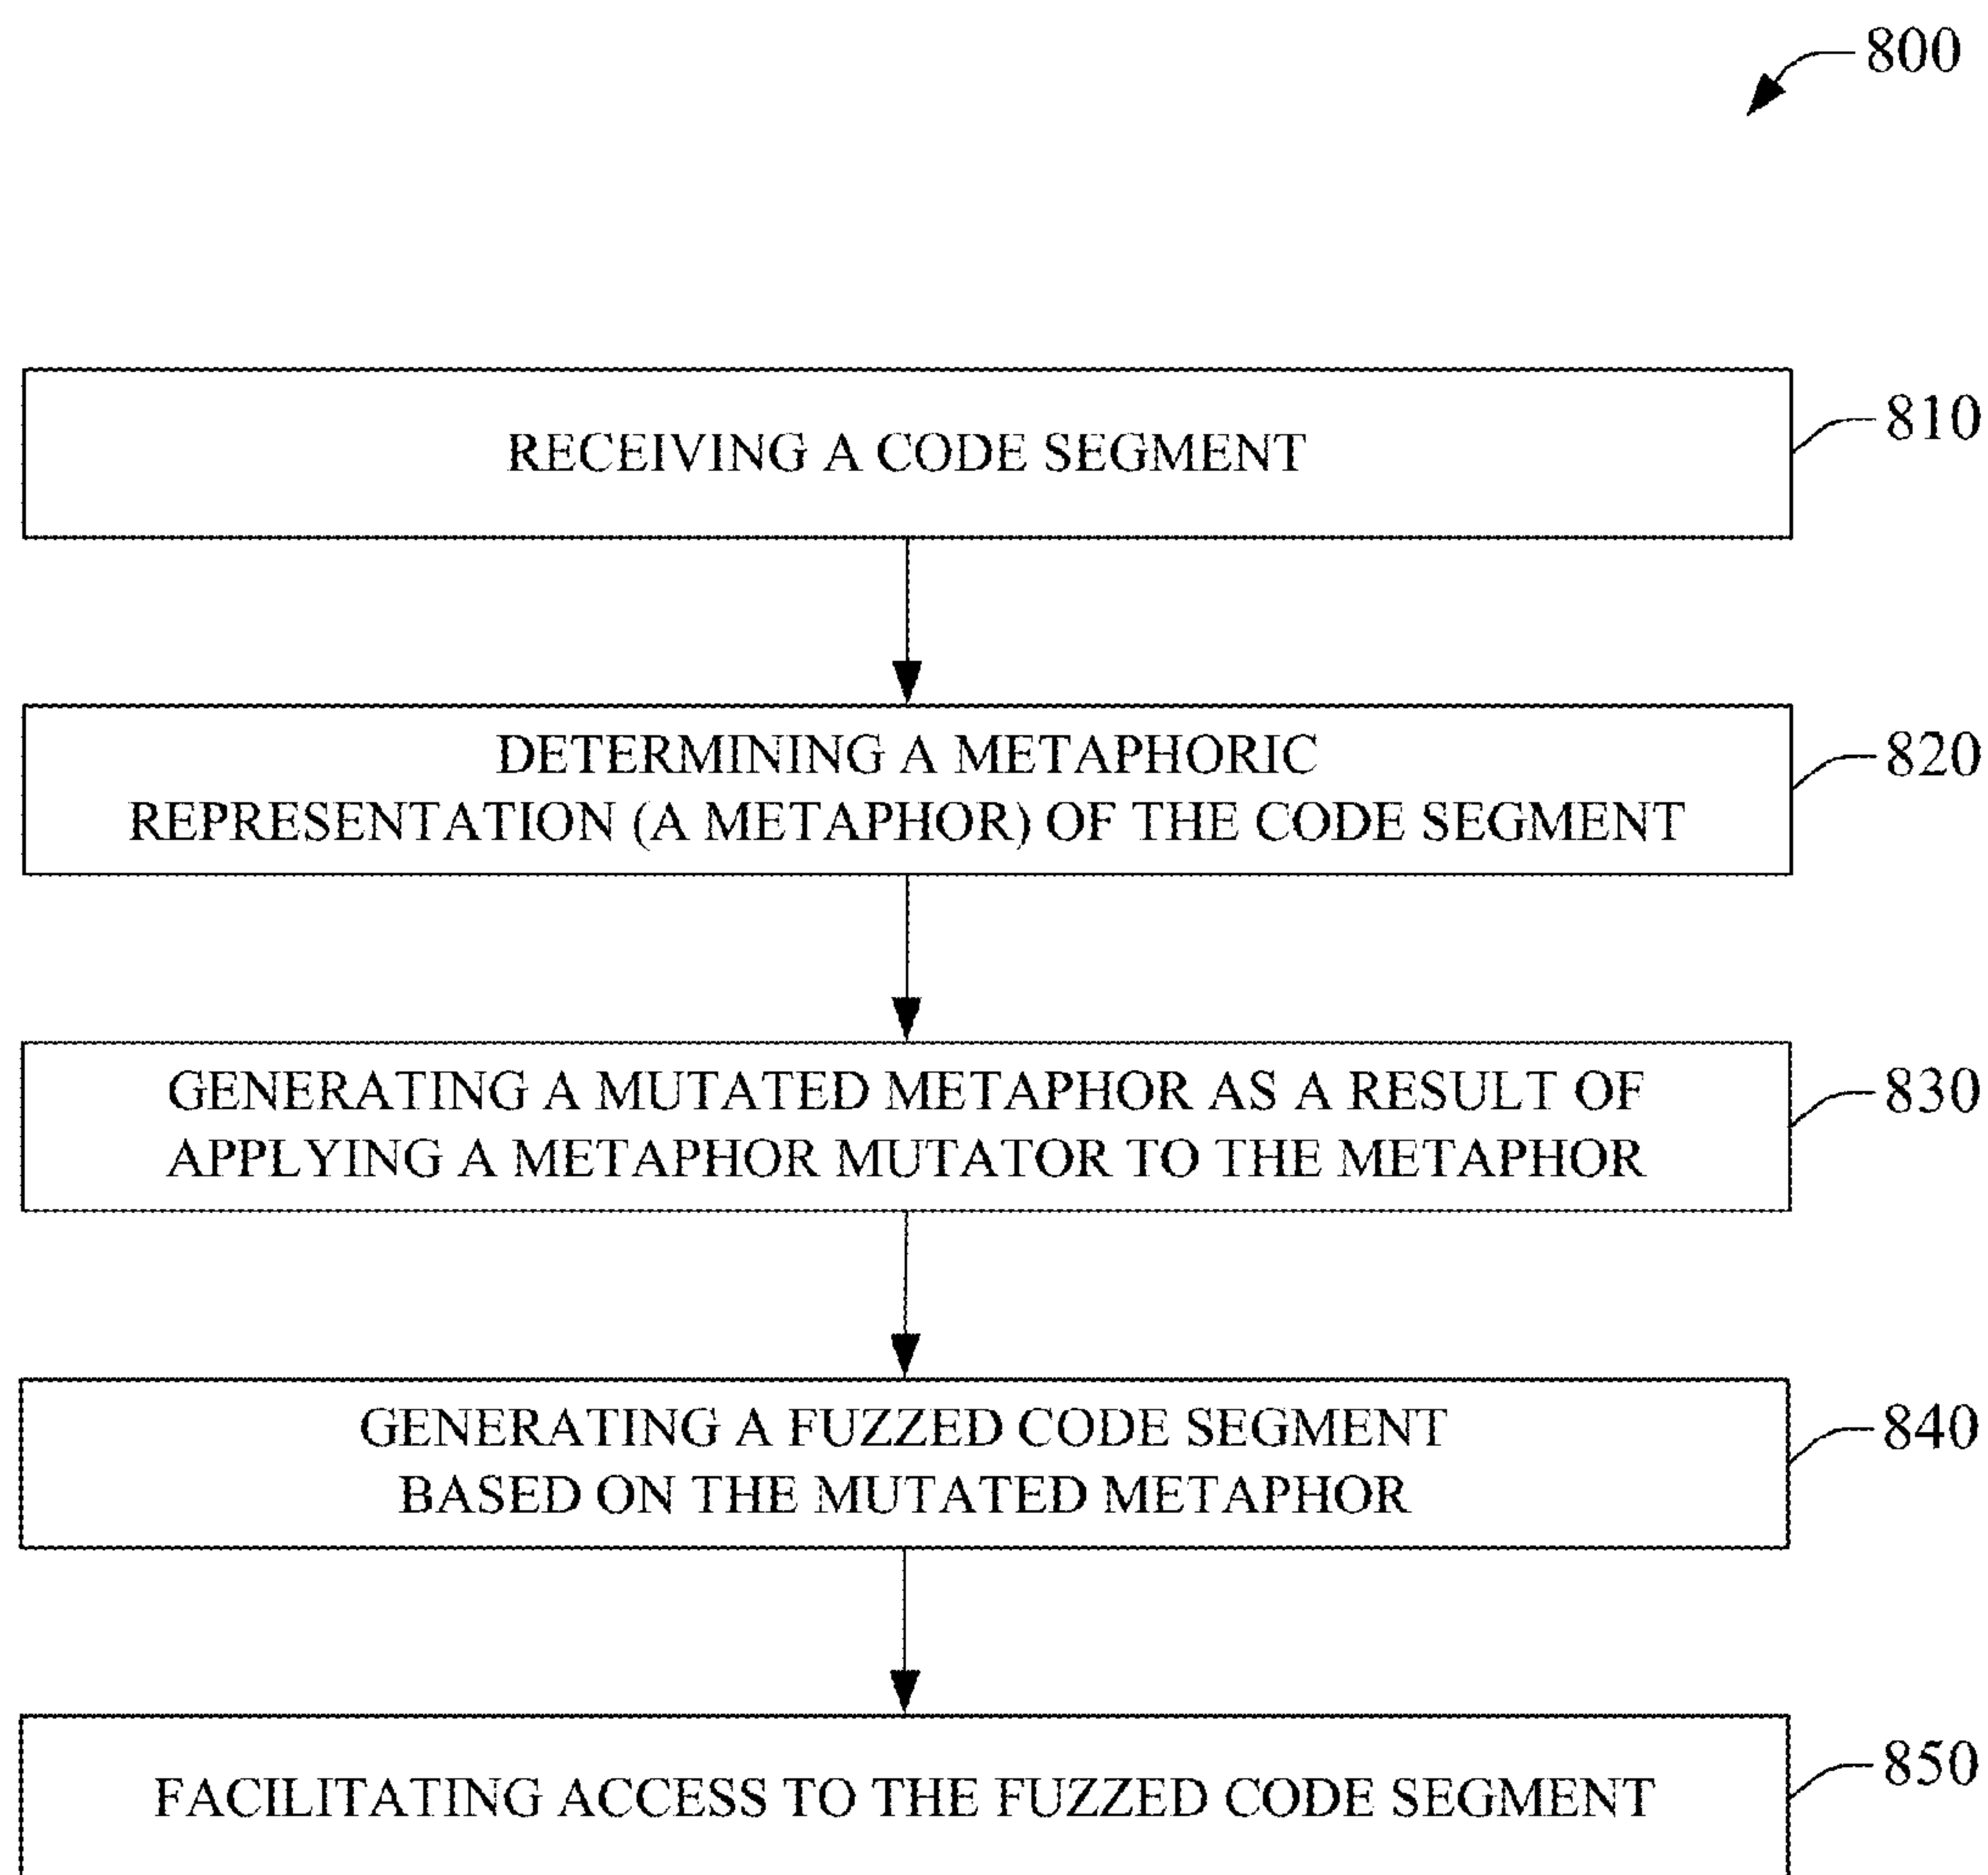 800
RECEIVING A CODE SEGMENT
810
DETERMINING A METAPHORIC
REPRESENTATION (A METAPHOR) OF THE CODE SEGMENT
820
GENERATING A MUTATED METAPHOR AS A RESULT OF
APPLYING A METAPHOR MUTATOR TO THE METAPHOR
830
GENERATING A FUZZED CODE SEGMENT
BASED ON THE MUTATED METAPHOR
840
FACILITATING ACCESS TO THE FUZZED CODE SEGMENT
850